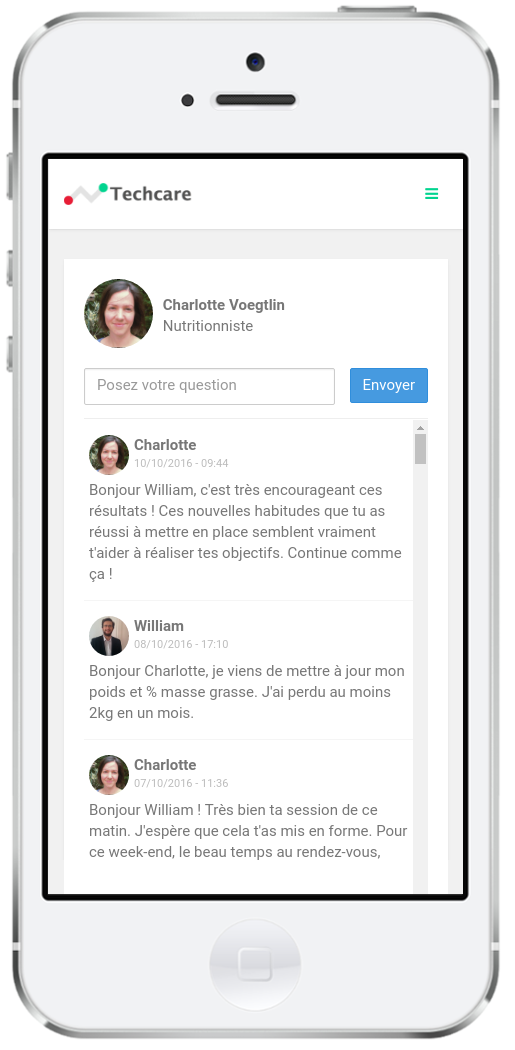 Techcare
Charlotte Voegtlin
Nutritionniste
Posez votre question
Envoyer
Charlotte
10/10/2016 - 09:44
Bonjour William, c'est très encourageant ces
résultats ! Ces nouvelles habitudes que tu as
réussi à mettre en place semblent vraiment
t'aider à réaliser tes objectifs. Continue comme
ça !
William
08/10/2016 - 17:10
Bonjour Charlotte, je viens de mettre à jour mon
poids et % masse grasse. J'ai perdu au moins
2kg en un mois.
Charlotte
07/10/2016 - 11:36
Bonjour William ! Très bien ta session de ce
matin. J'espère que cela t'as mis en forme. Pour
ce week-end, le beau temps au rendez-vous,